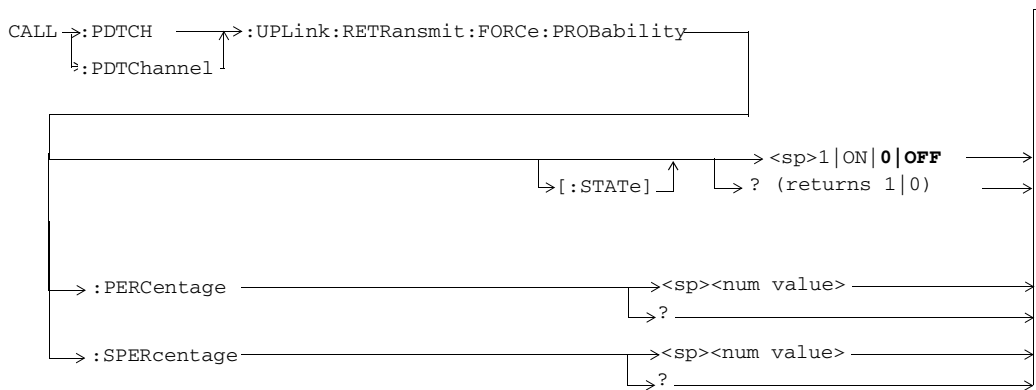 CALL :PDTCH :UPLink:RETRansmit:FORCe:PROBability
:PDTChannel
<sp>1|ON|0|OFF
[:STATe] ? (returns 1|0)
:PERCentage <sp><num value>
?
:SPERcentage <sp><num value>
?